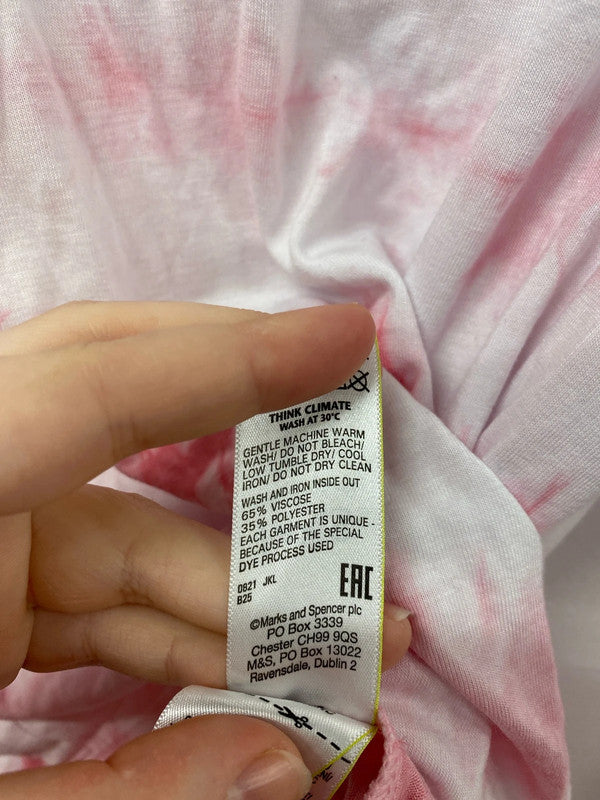 THINK CLIMATE
WASH AT 30°C
GENTLE MACHINE WARM
WASH/ DO NOT BLEACH/
LOW TUMBLE DRY/ COOL
IRON/ DO NOT DRY CLEAN
WASH AND IRON INSIDE OUT
65% VISCOSE
35% POLYESTER
EACH GARMENT IS UNIQUE -
BECAUSE OF THE SPECIAL
DYE PROCESS USED
0821 JKL
B25
EAC
©Marks and Spencer plc
PO Box 3339
Chester CH99 9QS
M&S, PO Box 13022
Ravensdale, Dublin 2